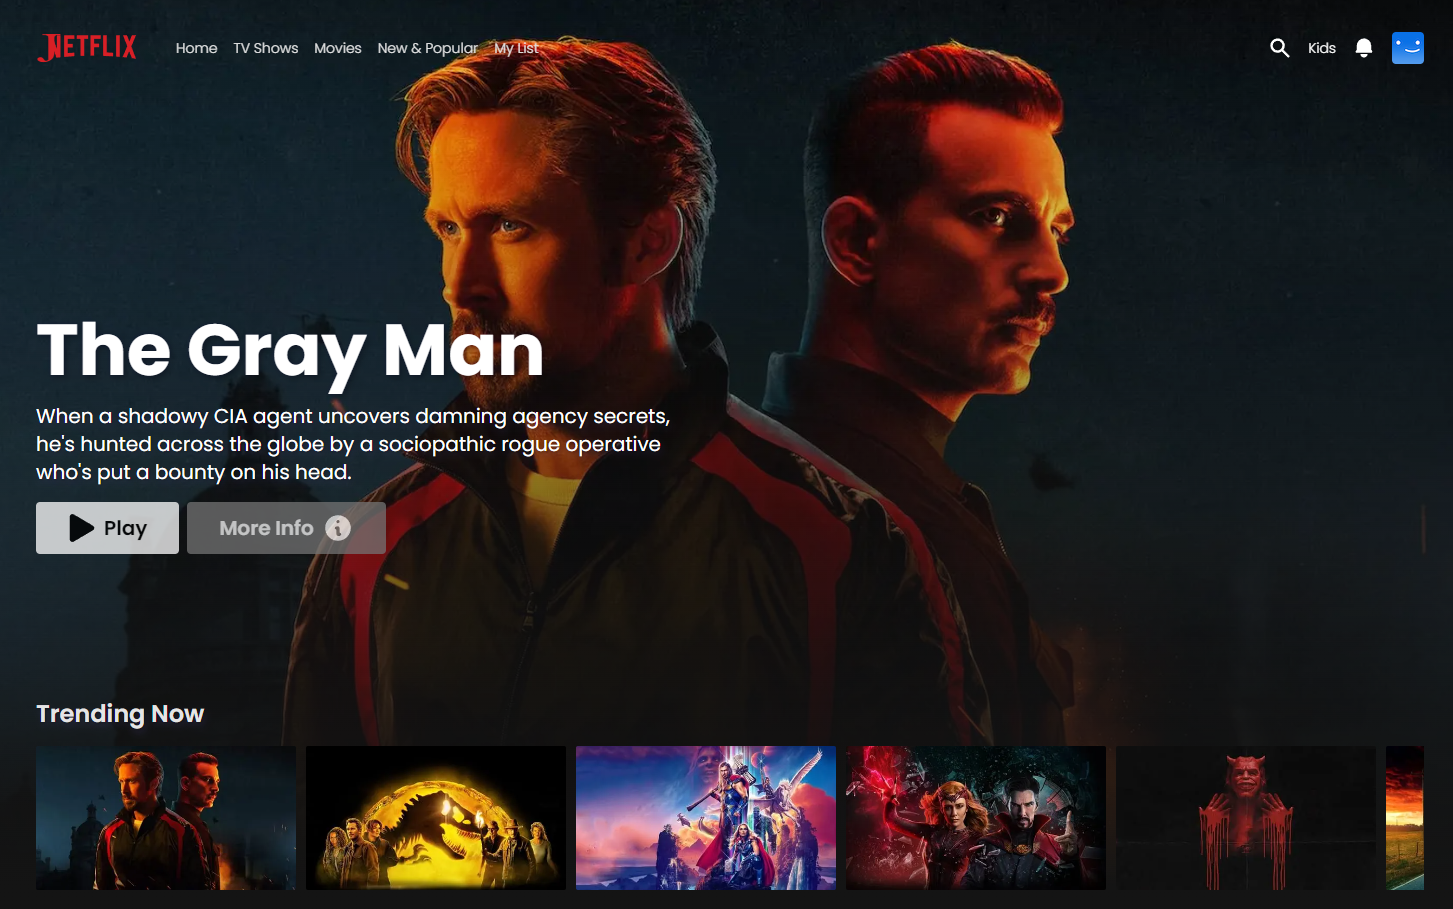 NETFLIX
Home TV Shows Movies New & Popular My List
Kids
The Gray Man
When a shadowy CIA agent uncovers damning agency secrets,
he's hunted across the globe by a sociopathic rogue operative
who's put a bounty on his head.
Play
More Info
Trending Now